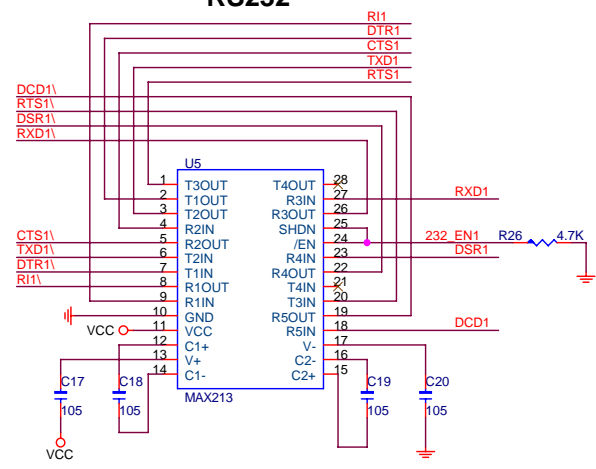 RS232
RI1
DTR1
CTS1
TXD1
RTS1
DCD1\
RTS1\
DSR1\
RXD1\
U5
1 T3OUT T4OUT 28
2 T1OUT R3IN 27 RXD1
3 T2OUT R3OUT 26
4 R2IN SHDN 25
CTS1\ 5 R2OUT /EN 24 232_EN1 R26 4.7K
TXD1\ 6 T2IN R4IN 23 DSR1
DTR1\ 7 T1IN R4OUT 22
RI1\ 8 R1OUT T4IN 21
9 R1IN T3IN 20
10 GND R5OUT 19
VCC 11 VCC R5IN 18 DCD1
12 C1+ V- 17
13 V+ C2- 16
14 C1- C2+ 15
MAX213
C17 C18 C19 C20
105 105 105 105
VCC